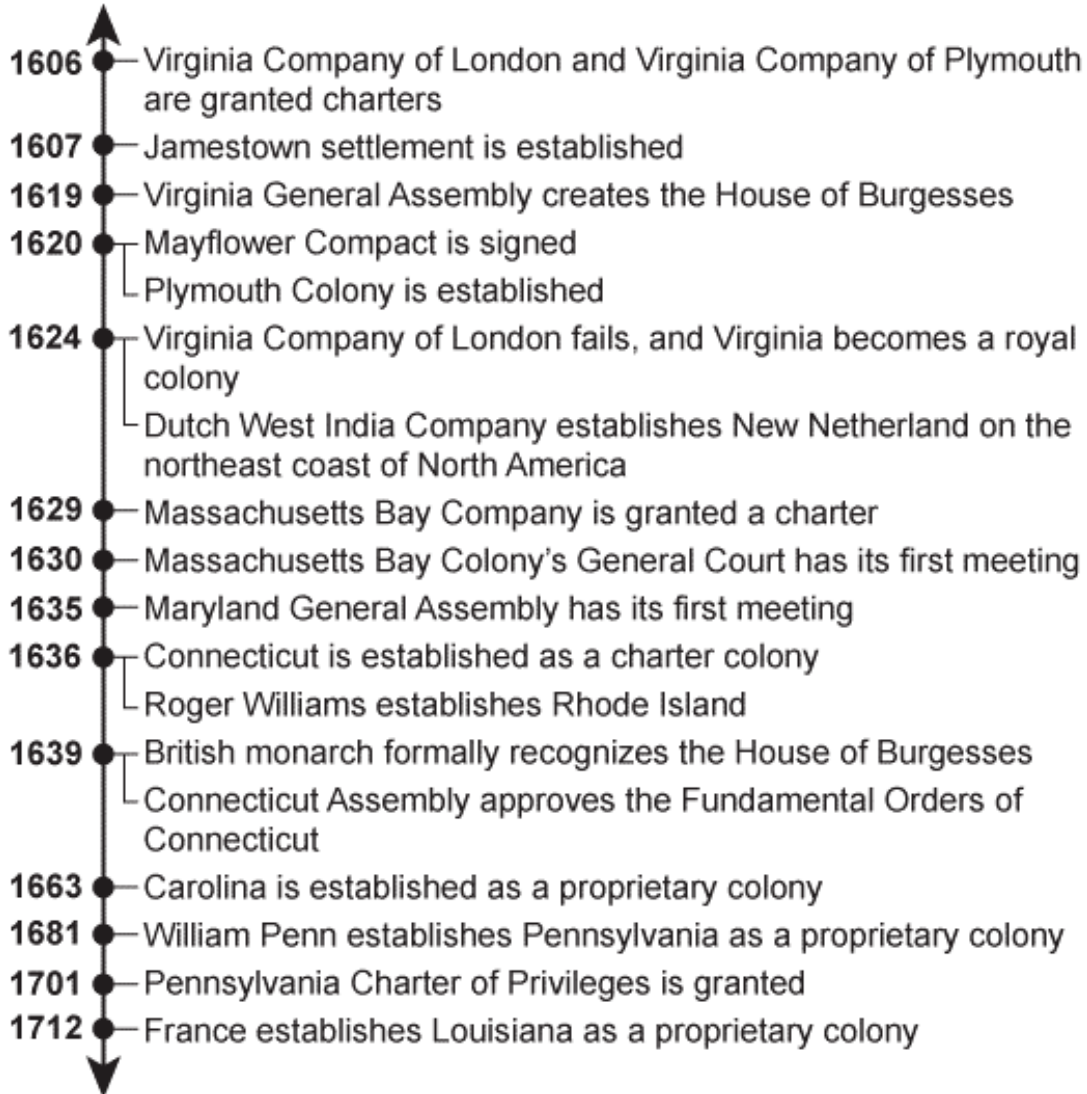 1606 Virginia Company of London and Virginia Company of Plymouth
are granted charters
1607 Jamestown settlement is established
1619 Virginia General Assembly creates the House of Burgesses
1620 Mayflower Compact is signed
Plymouth Colony is established
1624 Virginia Company of London fails, and Virginia becomes a royal
colony
Dutch West India Company establishes New Netherland on the
northeast coast of North America
1629 Massachusetts Bay Company is granted a charter
1630 Massachusetts Bay Colony’s General Court has its first meeting
1635 Maryland General Assembly has its first meeting
1636 Connecticut is established as a charter colony
Roger Williams establishes Rhode Island
1639 British monarch formally recognizes the House of Burgesses
Connecticut Assembly approves the Fundamental Orders of
Connecticut
1663 Carolina is established as a proprietary colony
1681 William Penn establishes Pennsylvania as a proprietary colony
1701 Pennsylvania Charter of Privileges is granted
1712 France establishes Louisiana as a proprietary colony